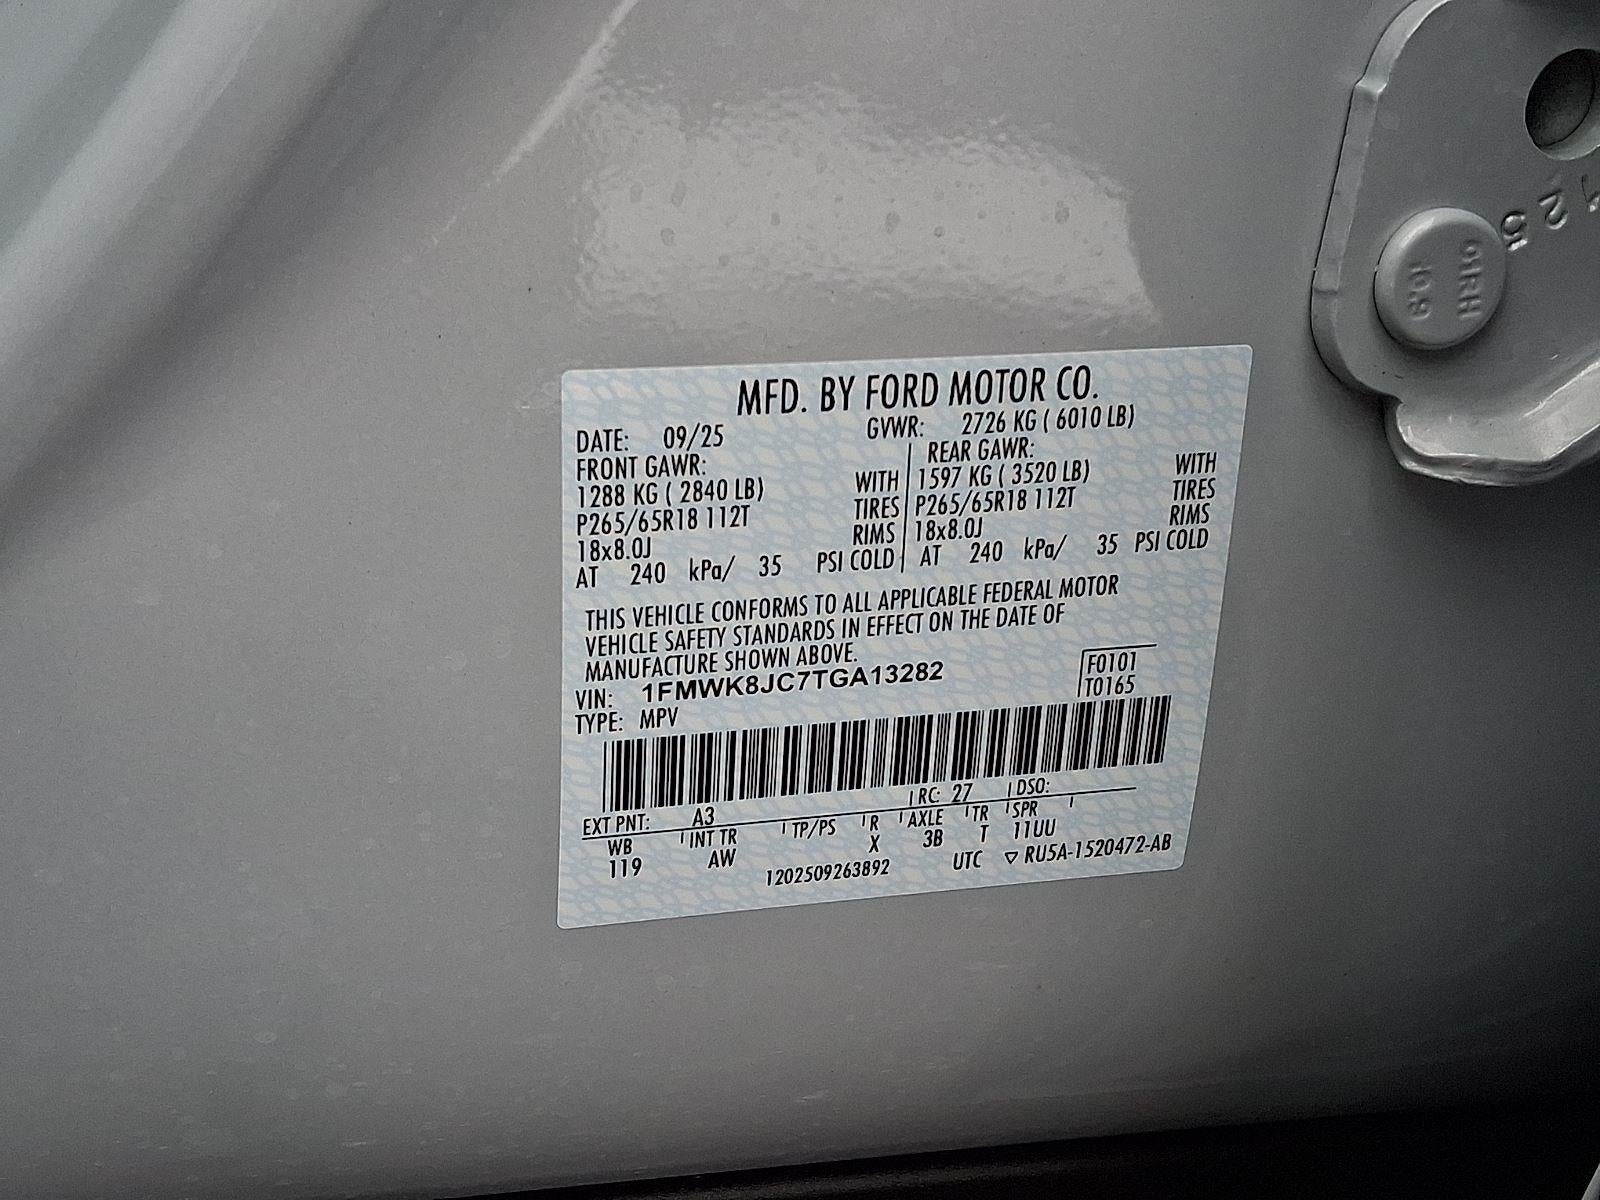 MFD. BY FORD MOTOR CO.
DATE: 09/25 GVWR: 2726 KG ( 6010 LB)
FRONT GAWR: REAR GAWR:
1288 KG ( 2840 LB) WITH 1597 KG ( 3520 LB) WITH
P265/65R18 112T TIRES P265/65R18 112T TIRES
18x8.0J RIMS 18x8.0J RIMS
AT 240 kPa/ 35 PSI COLD AT 240 kPa/ 35 PSI COLD
THIS VEHICLE CONFORMS TO ALL APPLICABLE FEDERAL MOTOR
VEHICLE SAFETY STANDARDS IN EFFECT ON THE DATE OF
MANUFACTURE SHOWN ABOVE.
VIN: 1FMWK8JC7TGA13282 F0101
TYPE: MPV T0165
EXT PNT: A3 RC: 27 DSO:
WB INT TR TP/PS R AXLE TR SPR
119 AW X 3B T 11UU
1202509263892 UTC ▽ RU5A-1520472-AB
125
10.9